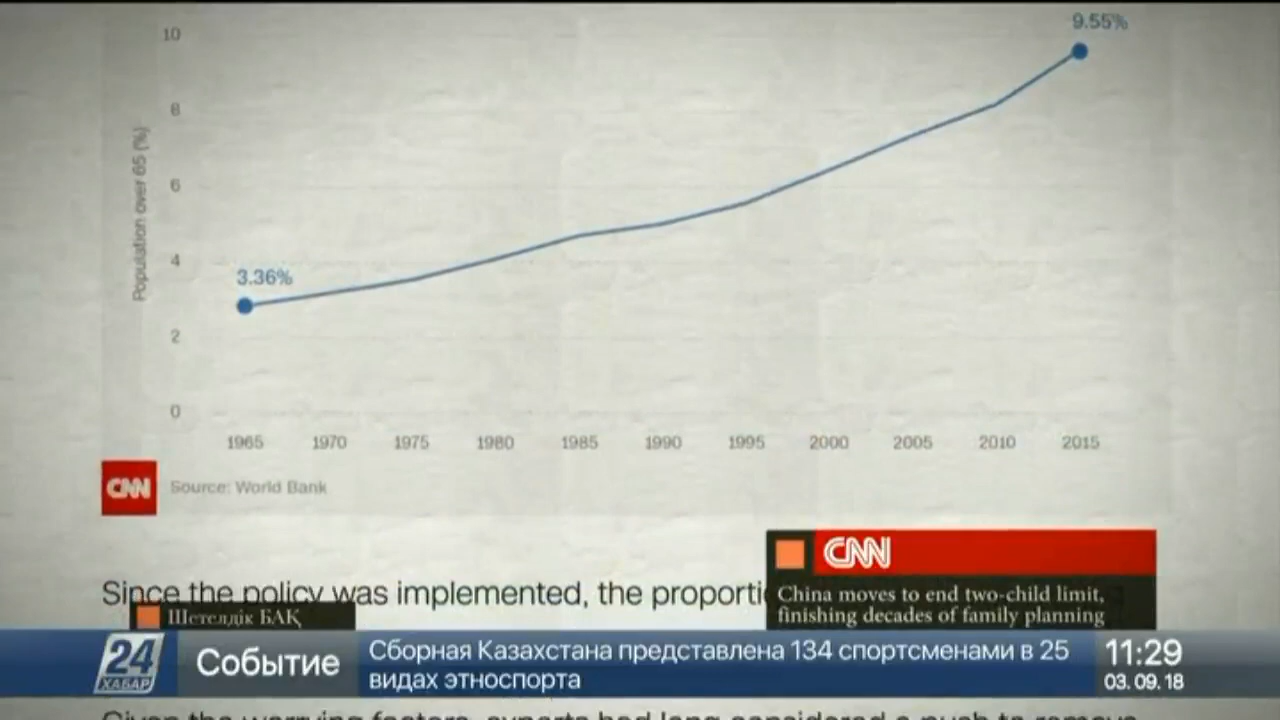 10
9.55%
8
6
4
3.36%
2
0
Population over 65 (%)
1965 1970 1975 1980 1985 1990 1995 2000 2005 2010 2015
CNN
Source: World Bank
CNN
China moves to end two-child limit,
finishing decades of family planning
Since the policy was implemented, the
Шетелдік БАҚ
24
ХАБАР
Событие
Сборная Казахстана представлена 134 спортсменами в 25
видах этноспорта
11:29
03.09.18